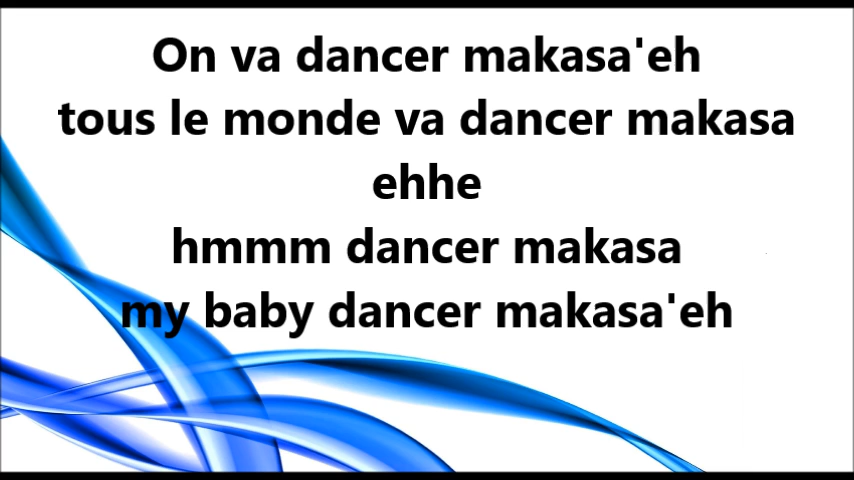 On va dancer makasa'eh
tous le monde va dancer makasa
ehhe
hmmm dancer makasa
my baby dancer makasa'eh